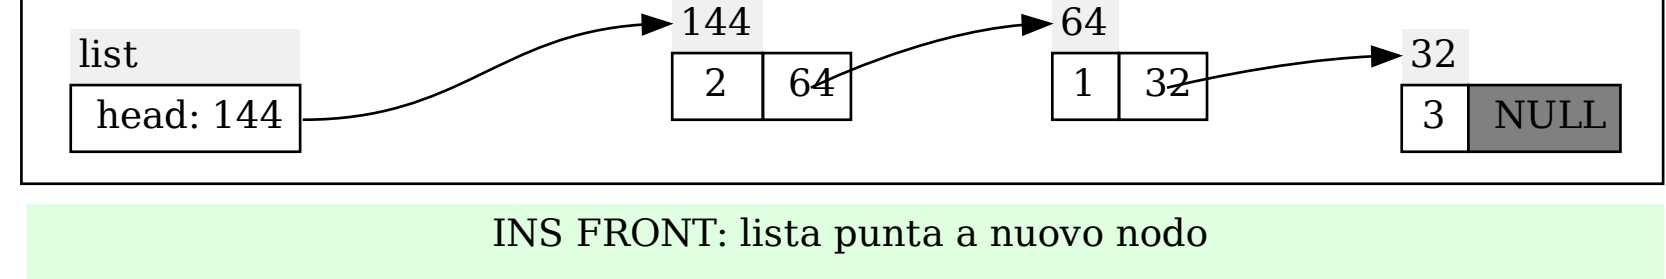 list
head: 144
144
2 64
64
1 32
32
3 NULL
INS FRONT: lista punta a nuovo nodo